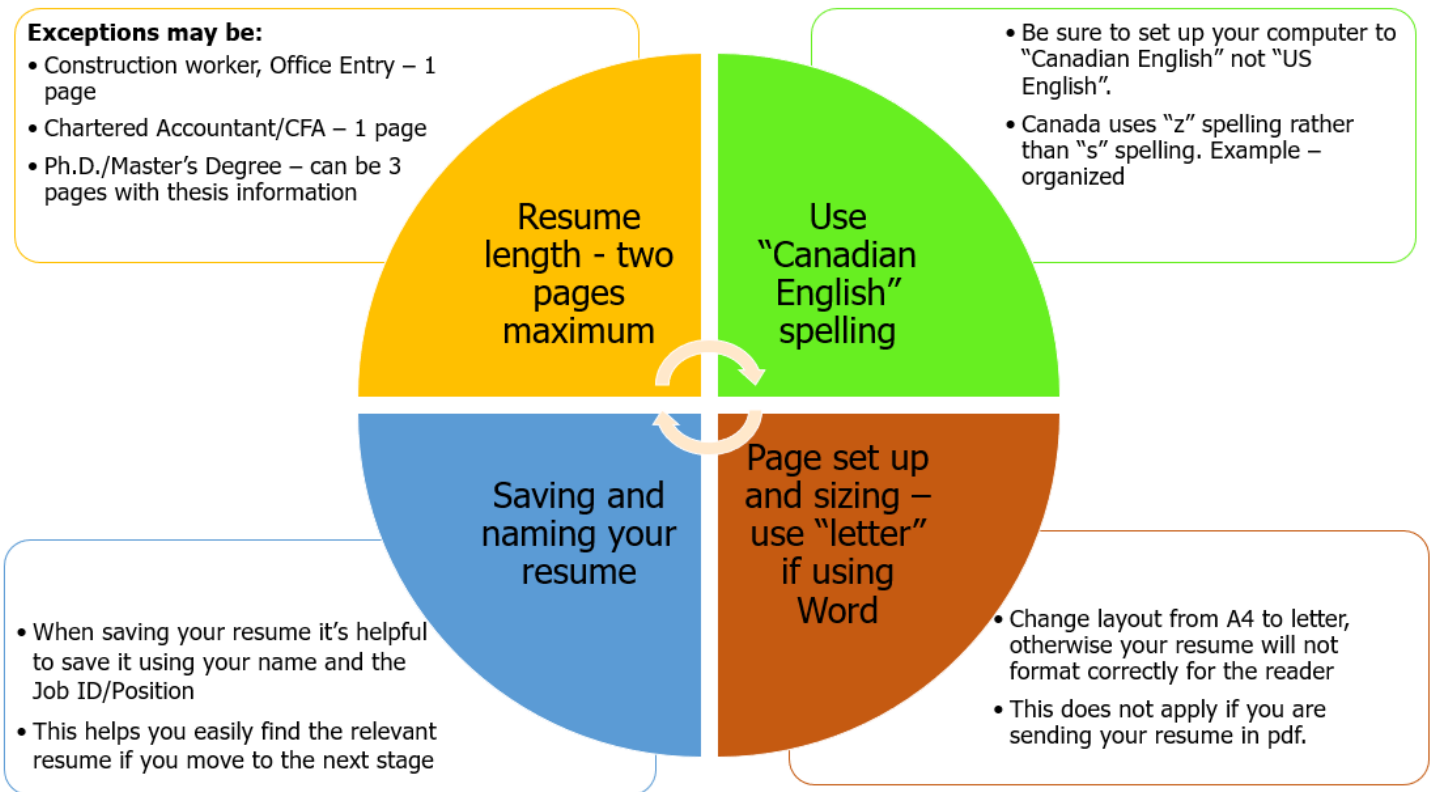 Exceptions may be:
• Construction worker, Office Entry – 1
page
• Chartered Accountant/CFA – 1 page
• Ph.D./Master’s Degree – can be 3
pages with thesis information
Resume
length - two
pages
maximum
• Be sure to set up your computer to
“Canadian English” not “US
English”.
• Canada uses “z” spelling rather
than “s” spelling. Example –
organized
Use
“Canadian
English”
spelling
Saving and
naming your
resume
• When saving your resume it’s helpful
to save it using your name and the
Job ID/Position
• This helps you easily find the relevant
resume if you move to the next stage
Page set up
and sizing –
use “letter”
if using
Word
• Change layout from A4 to letter,
otherwise your resume will not
format correctly for the reader
• This does not apply if you are
sending your resume in pdf.